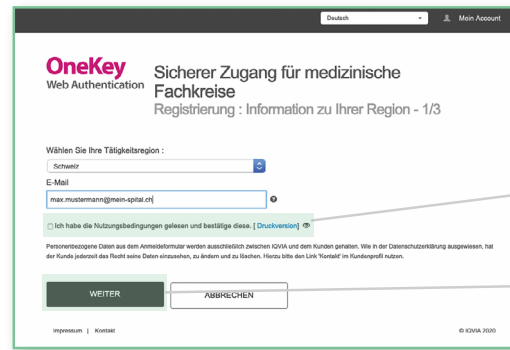 Deutsch
Mein Account
OneKey
Web Authentication
Sicherer Zugang für medizinische
Fachkreise
Registrierung : Information zu Ihrer Region - 1/3
Wählen Sie Ihre Tätigkeitsregion :
Schweiz
E-Mail
max.mustermann@mein-spital.ch
Ich habe die Nutzungsbedingungen gelesen und bestätige diese. [ Druckversion]
Personenbezogene Daten aus dem Anmeldeformular werden ausschließlich zwischen IQVIA und dem Kunden gehalten. Wie in der Datenschutzerklärung ausgewiesen, hat
der Kunde jederzeit das Recht seine Daten einzusehen, zu ändern und zu löschen. Hierzu bitte den Link 'Kontakt' im Kundenprofil nutzen.
WEITER
ABBRECHEN
Impressum | Kontakt
© IQVIA 2020